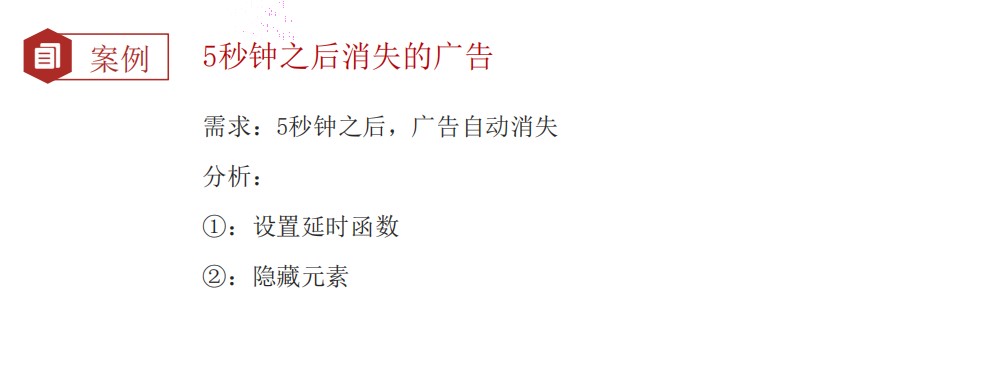 案例
5秒钟之后消失的广告
需求：5秒钟之后，广告自动消失
分析：
①：设置延时函数
②：隐藏元素